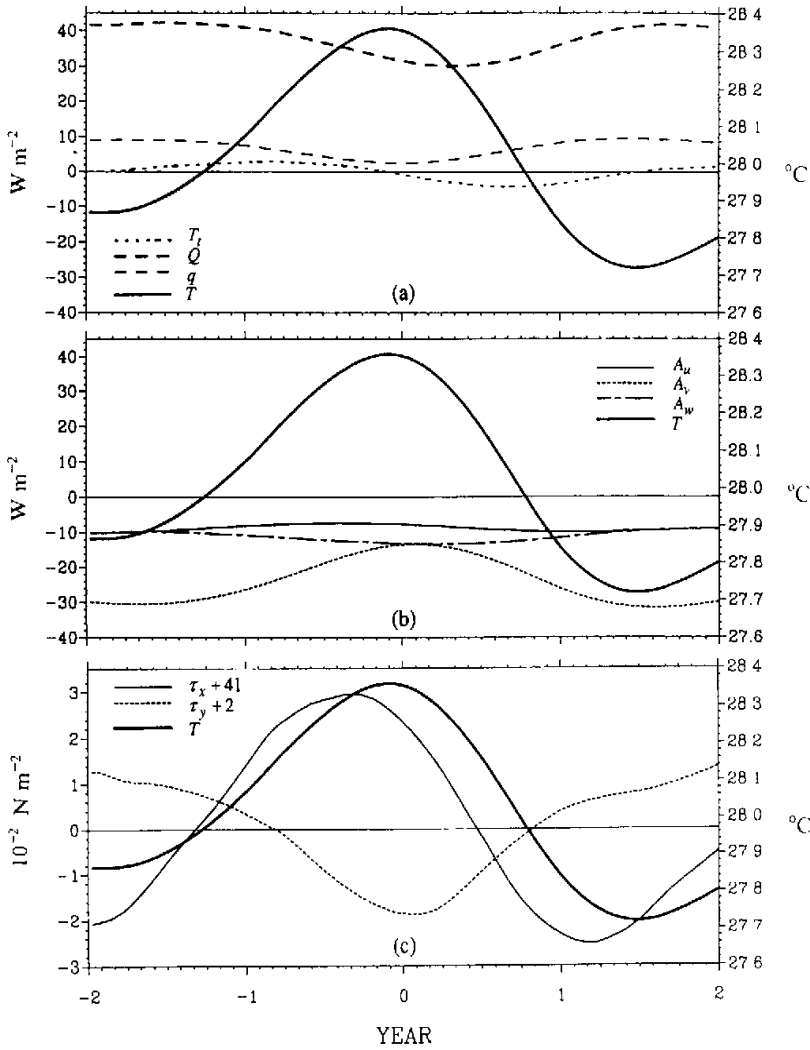 40
30
20
10
0
−10
−20
−30
−40
W m⁻²
28.4
28.3
28.2
28.1
28.0
27.9
27.8
27.7
27.6
°C
T_t
Q
q
T
(a)
40
30
20
10
0
−10
−20
−30
−40
W m⁻²
28.4
28.3
28.2
28.1
28.0
27.9
27.8
27.7
27.6
°C
A_u
A_v
A_w
T
(b)
3
2
1
0
−1
−2
−3
10⁻² N m⁻²
28.4
28.3
28.2
28.1
28.0
27.9
27.8
27.7
27.6
°C
τ_x + 41
τ_y + 2
T
(c)
−2 −1 0 1 2
YEAR